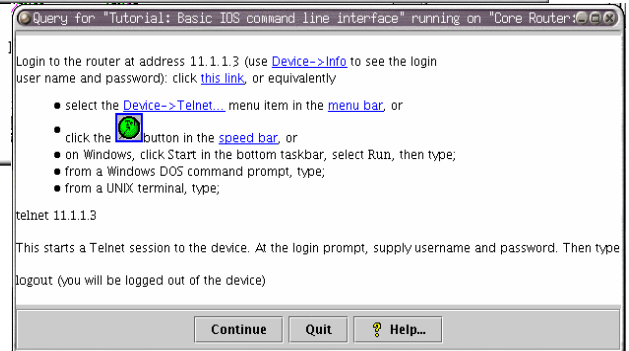 Query for "Tutorial: Basic IOS command line interface" running on "Core Router:
Login to the router at address 11.1.1.3 (use Device->Info to see the login
user name and password): click this link, or equivalently
select the Device->Telnet... menu item in the menu bar, or
click the button in the speed bar, or
on Windows, click Start in the bottom taskbar, select Run, then type;
from a Windows DOS command prompt, type;
from a UNIX terminal, type;
telnet 11.1.1.3
This starts a Telnet session to the device. At the login prompt, supply username and password. Then type
logout (you will be logged out of the device)
Continue Quit ? Help...